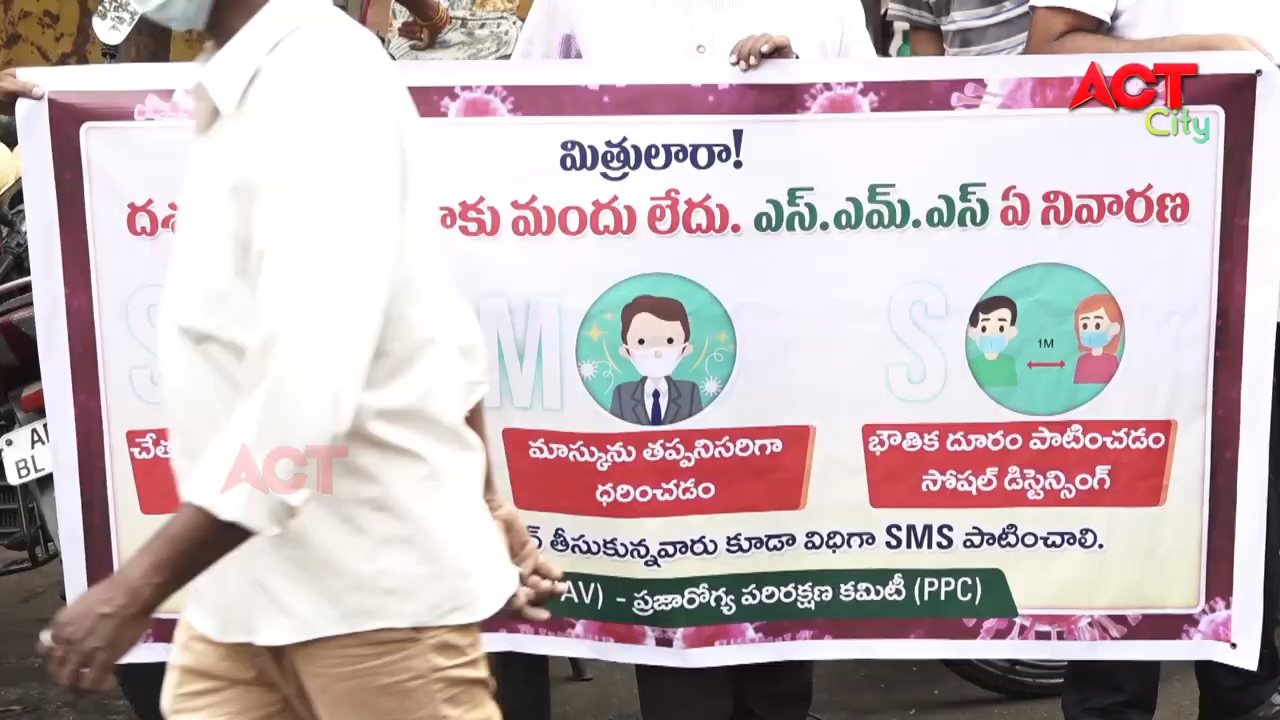 ACT
City
మిత్రులారా!
మందు లేదు. ఎస్.ఎమ్.ఎస్ ఏ నివారణ
S M S
1M
మాస్కును తప్పనిసరిగా
ధరించడం
భౌతిక దూరం పాటించడం
సోషల్ డిస్టెన్సింగ్
ACT
తీసుకున్నవారు కూడా విధిగా SMS పాటించాలి.
AV) - ప్రజారోగ్య పరిరక్షణ కమిటీ (PPC)
BL